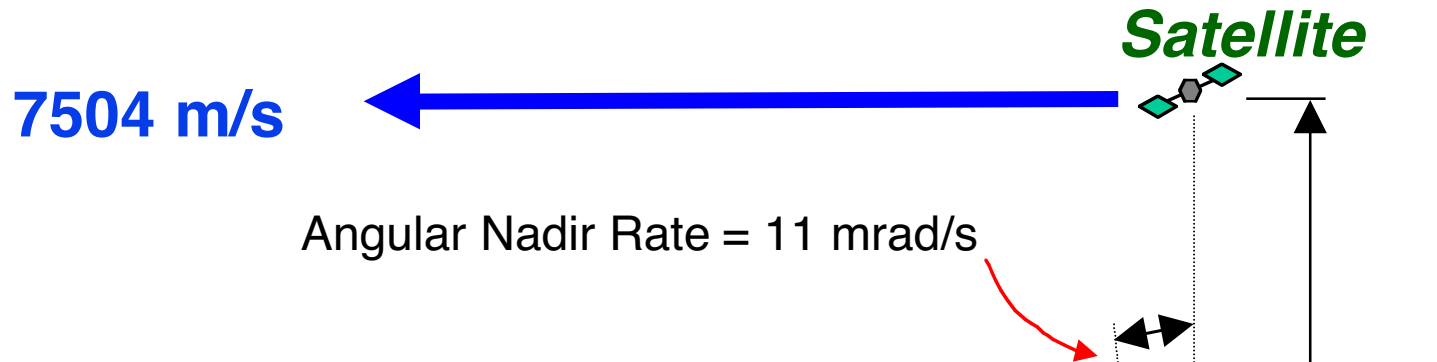 Satellite
7504 m/s
Angular Nadir Rate = 11 mrad/s